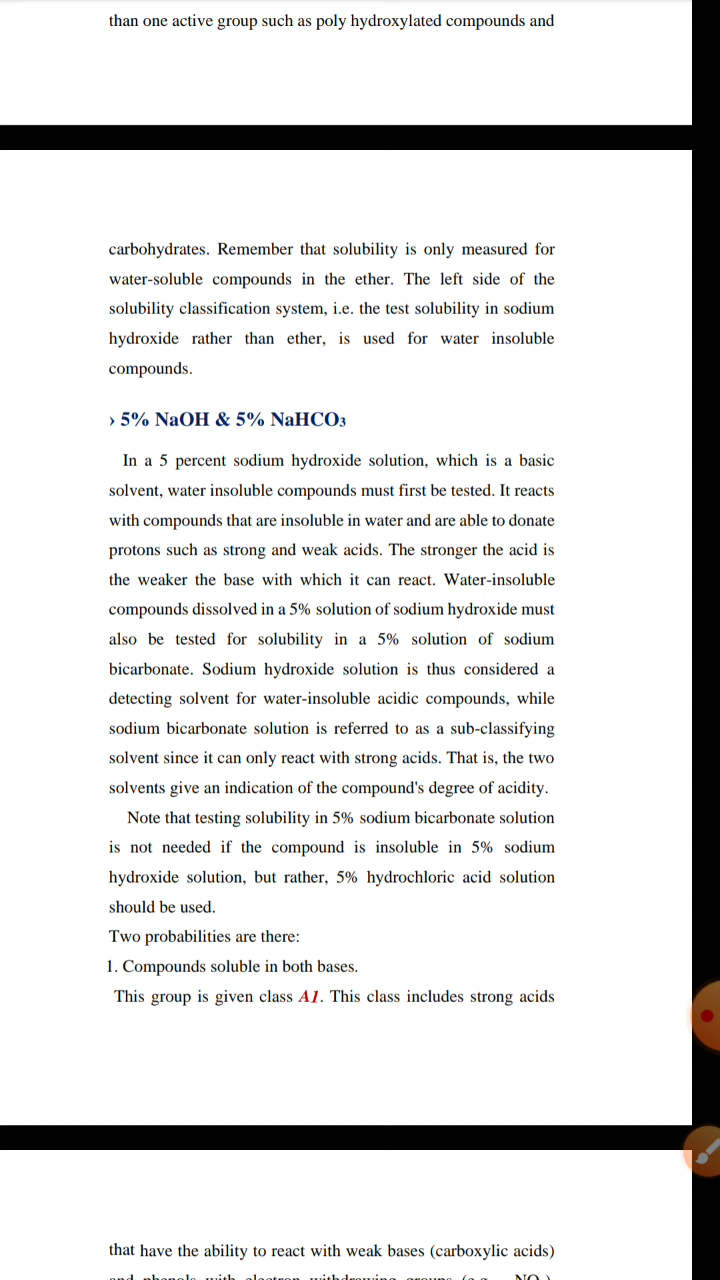 than one active group such as poly hydroxylated compounds and
carbohydrates. Remember that solubility is only measured for
water-soluble compounds in the ether. The left side of the
solubility classification system, i.e. the test solubility in sodium
hydroxide rather than ether, is used for water insoluble
compounds.
› 5% NaOH & 5% NaHCO₃
In a 5 percent sodium hydroxide solution, which is a basic
solvent, water insoluble compounds must first be tested. It reacts
with compounds that are insoluble in water and are able to donate
protons such as strong and weak acids. The stronger the acid is
the weaker the base with which it can react. Water-insoluble
compounds dissolved in a 5% solution of sodium hydroxide must
also be tested for solubility in a 5% solution of sodium
bicarbonate. Sodium hydroxide solution is thus considered a
detecting solvent for water-insoluble acidic compounds, while
sodium bicarbonate solution is referred to as a sub-classifying
solvent since it can only react with strong acids. That is, the two
solvents give an indication of the compound's degree of acidity.
Note that testing solubility in 5% sodium bicarbonate solution
is not needed if the compound is insoluble in 5% sodium
hydroxide solution, but rather, 5% hydrochloric acid solution
should be used.
Two probabilities are there:
1. Compounds soluble in both bases.
This group is given class A1. This class includes strong acids
that have the ability to react with weak bases (carboxylic acids)
and phenols with electron withdrawing groups (e.g.